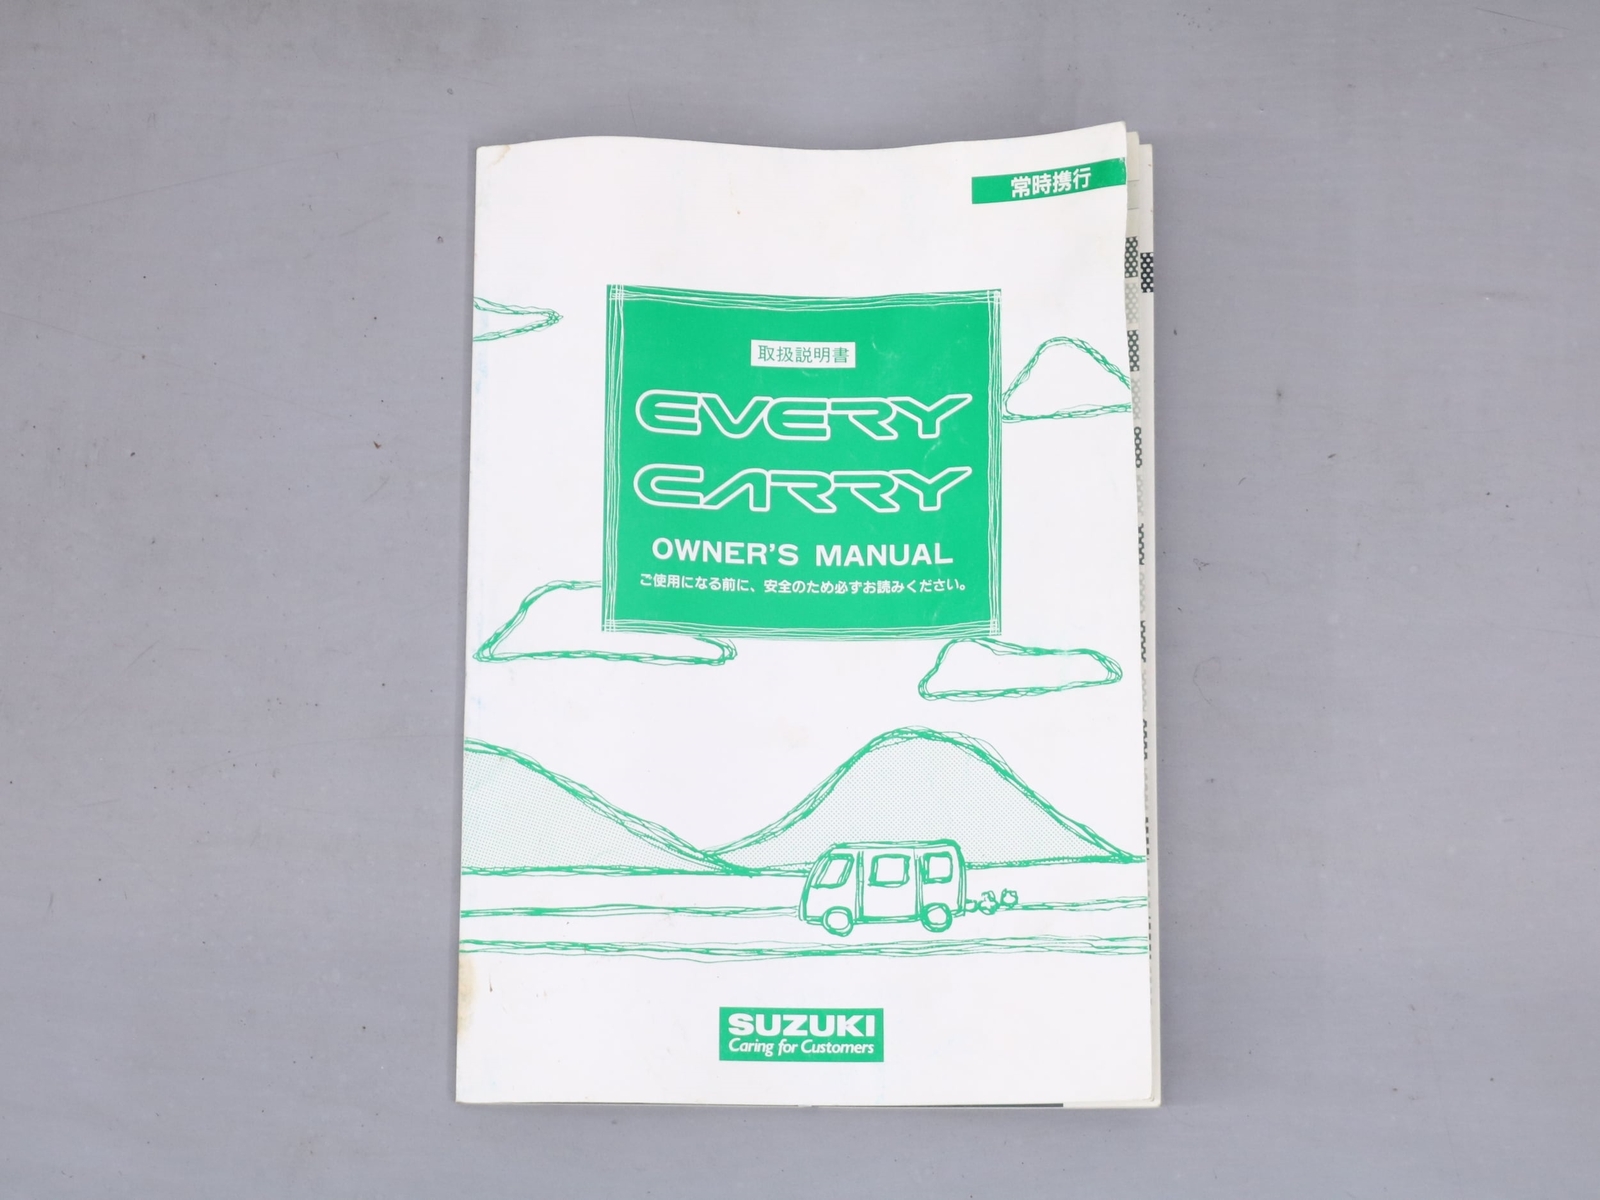 常時携行
取扱説明書
EVERY
CARRY
OWNER'S MANUAL
ご使用になる前に、安全のため必ずお読みください。
SUZUKI
Caring for Customers